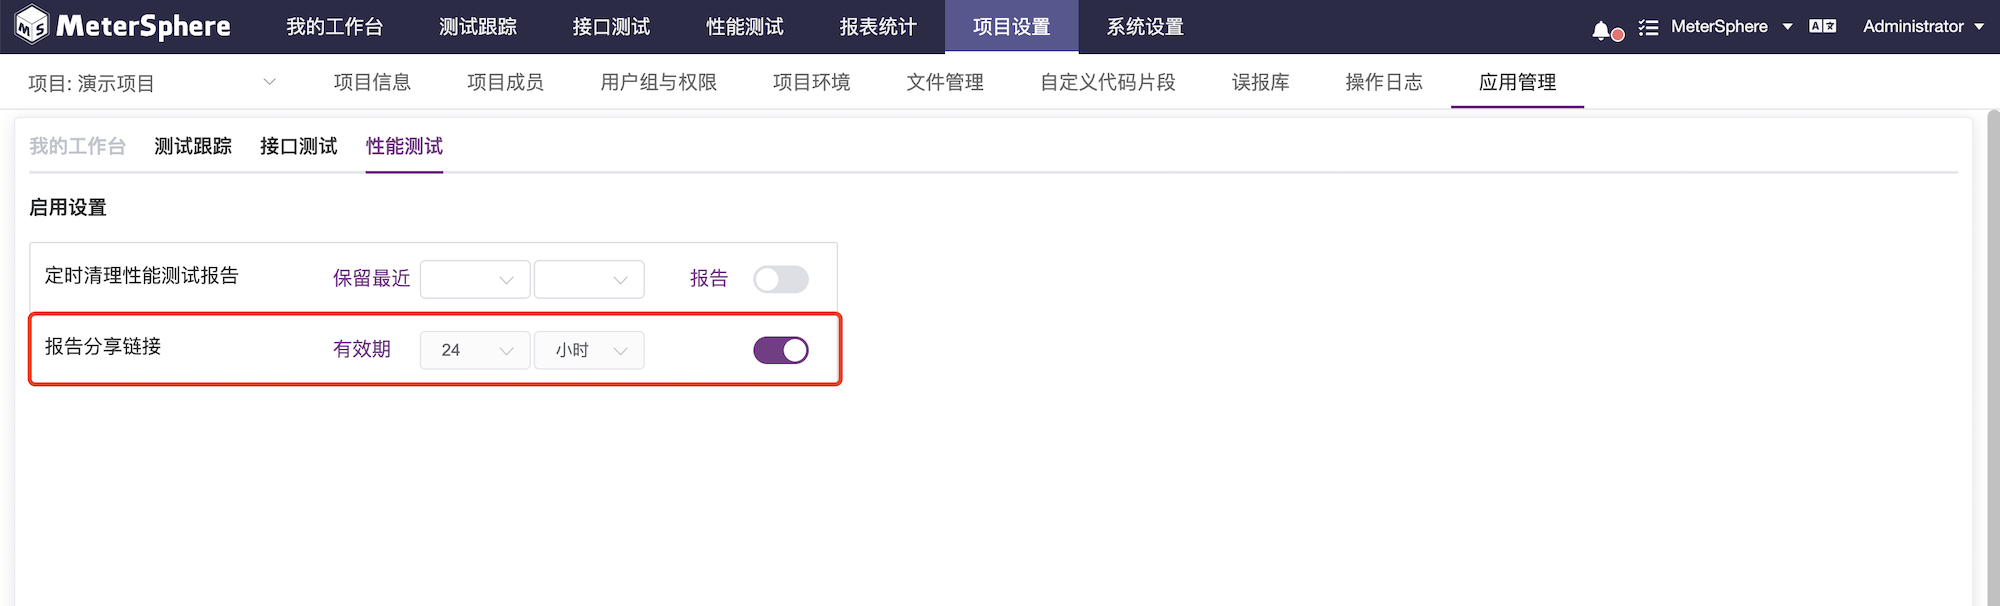 MS MeterSphere 我的工作台 测试跟踪 接口测试 性能测试 报表统计 项目设置 系统设置 MeterSphere Administrator
项目: 演示项目 项目信息 项目成员 用户组与权限 项目环境 文件管理 自定义代码片段 误报库 操作日志 应用管理
我的工作台 测试跟踪 接口测试 性能测试
启用设置
定时清理性能测试报告 保留最近 报告
报告分享链接 有效期 24 小时